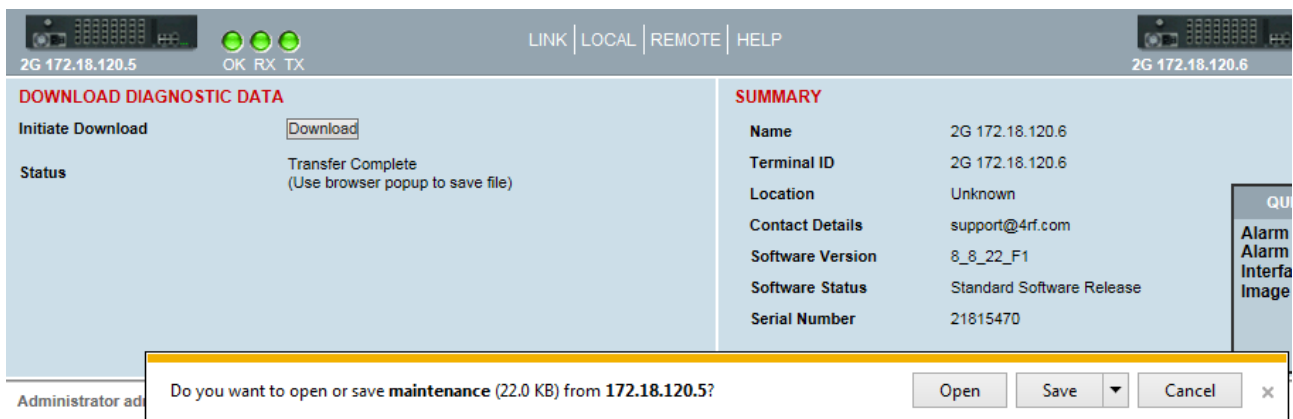 LINK LOCAL REMOTE HELP
2G 172.18.120.5 OK RX TX 2G 172.18.120.6
DOWNLOAD DIAGNOSTIC DATA
Initiate Download Download
Status Transfer Complete
(Use browser popup to save file)
SUMMARY
Name 2G 172.18.120.6
Terminal ID 2G 172.18.120.6
Location Unknown
Contact Details support@4rf.com
Software Version 8_8_22_F1
Software Status Standard Software Release
Serial Number 21815470
QUI
Alarm
Alarm
Interfa
Image
Do you want to open or save maintenance (22.0 KB) from 172.18.120.5? Open Save Cancel
Administrator adm